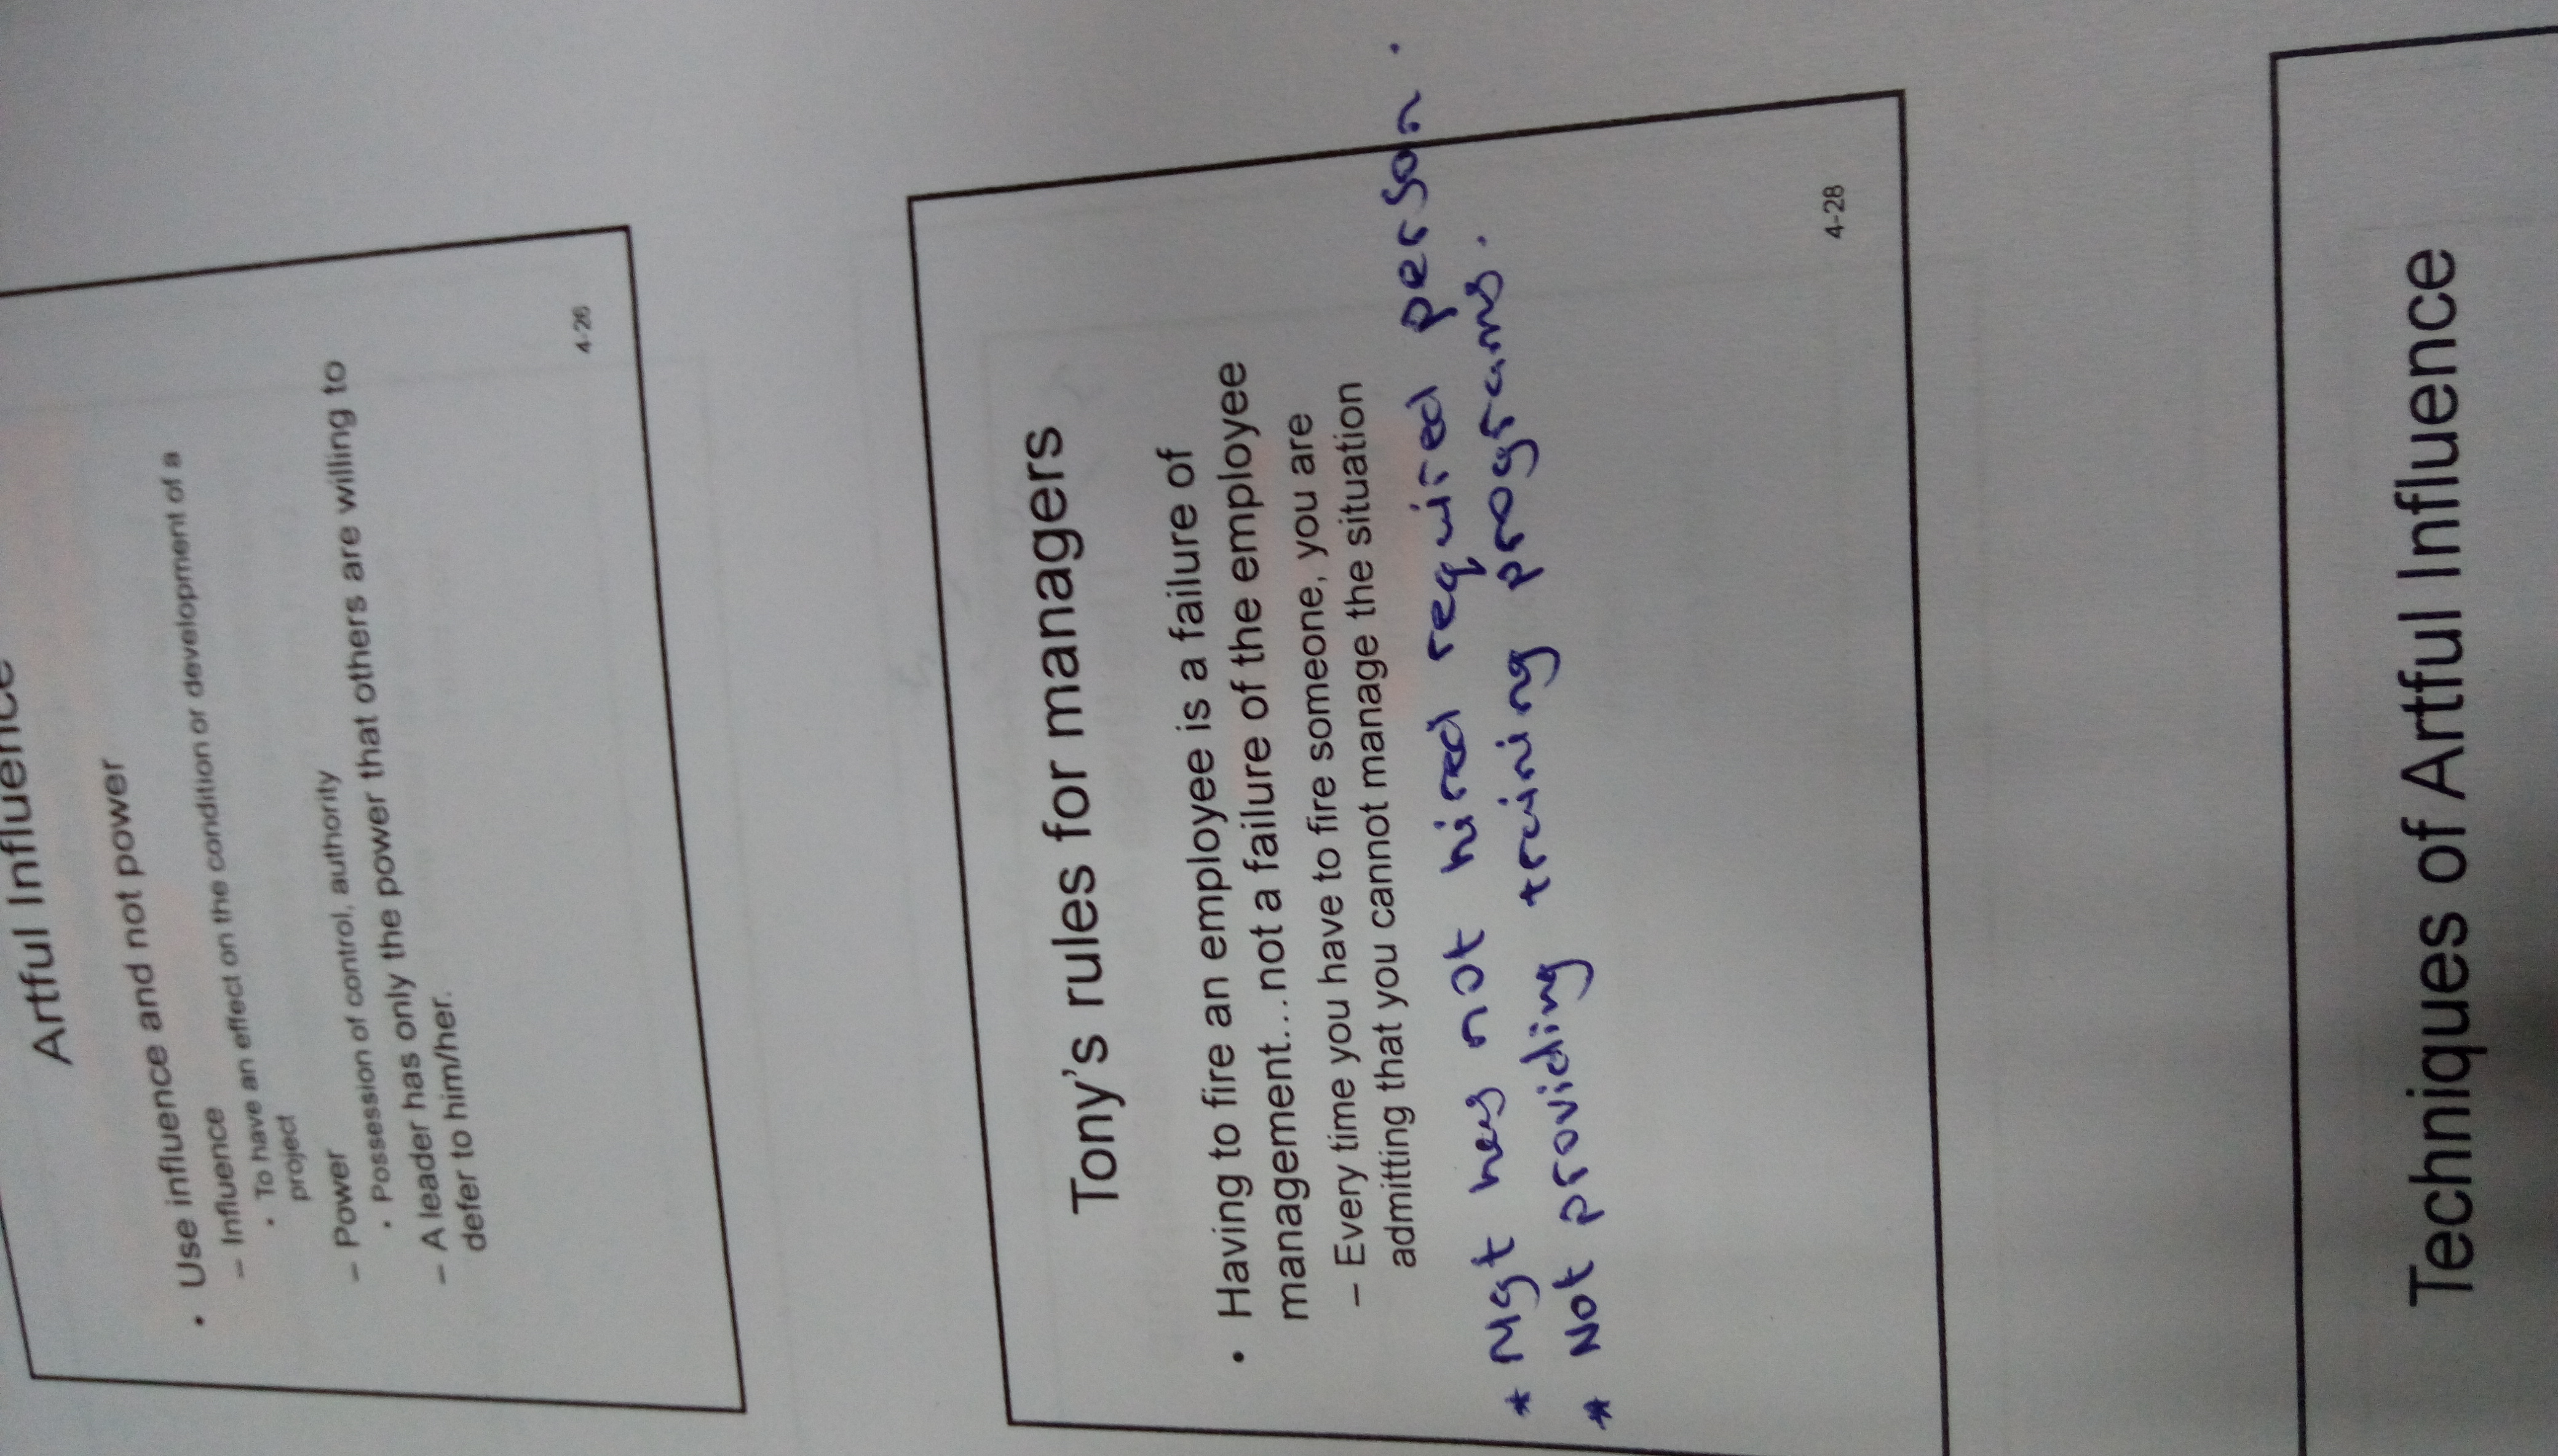 Artful Influence
• Use influence and not power
– Influence
• To have an effect on the condition or development of a
project
– Power
• Possession of control, authority
– A leader has only the power that others are willing to
defer to him/her.
4-26
Tony's rules for managers
• Having to fire an employee is a failure of
management…not a failure of the employee
– Every time you have to fire someone, you are
admitting that you cannot manage the situation
* Mgt has not hired required person.
* Not providing training programs.
4-28
Techniques of Artful Influence